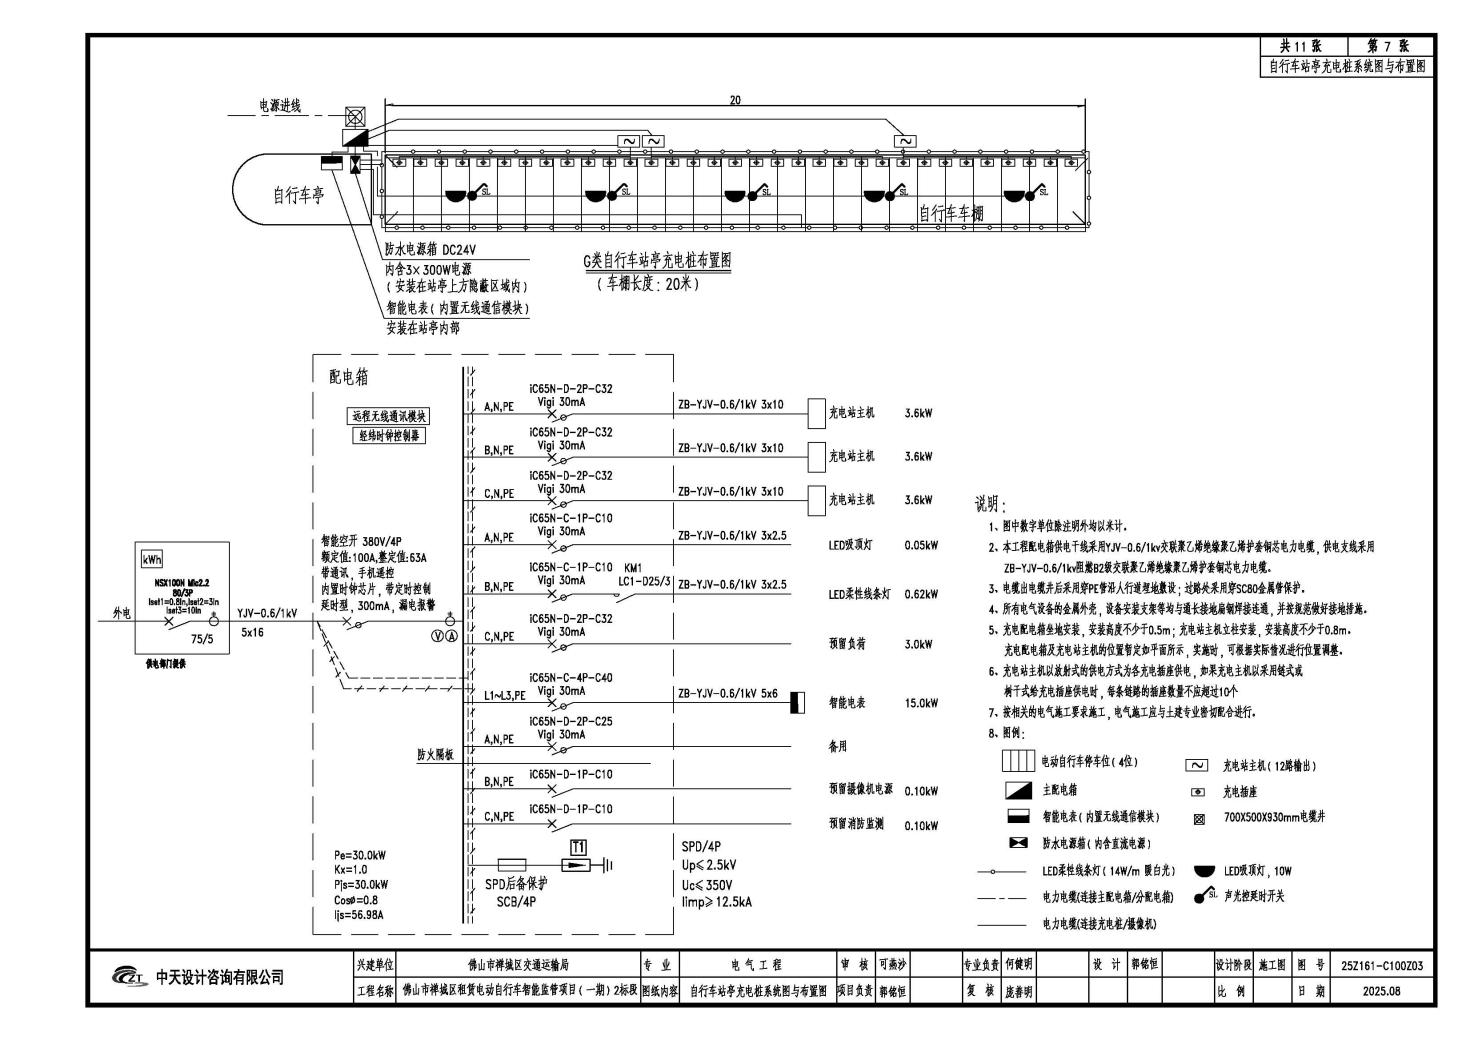 共 11 张 第 7 张
自行车站亭充电桩系统图与布置图
电源进线
20
自行车亭
SL SL SL SL SL
自行车车棚
防水电源箱 DC24V
内含3×300W电源
(安装在站亭上方隐蔽区域内)
智能电表(内置无线通信模块)
安装在站亭内部
G类自行车站亭充电桩布置图
(车棚长度:20米)
配电箱
远程无线通讯模块
经纬时钟控制器
智能空开 380V/4P
额定值:100A,整定值:63A
带通讯,手机遥控
内置时钟芯片,带定时控制
延时型,300mA,漏电报警
外电
kWh
NSX100N Mic2.2
80/3P
Iset1=0.8In,Iset2=3In
Iset3=10In
75/5
供电部门提供
YJV-0.6/1kV
5x16
V A
防火隔板
iC65N-D-2P-C32
A,N,PE Vigi 30mA ZB-YJV-0.6/1kV 3x10 充电站主机 3.6kW
iC65N-D-2P-C32
B,N,PE Vigi 30mA ZB-YJV-0.6/1kV 3x10 充电站主机 3.6kW
iC65N-D-2P-C32
C,N,PE Vigi 30mA ZB-YJV-0.6/1kV 3x10 充电站主机 3.6kW
iC65N-C-1P-C10
A,N,PE Vigi 30mA ZB-YJV-0.6/1kV 3x2.5 LED吸顶灯 0.05kW
iC65N-C-1P-C10 KM1
B,N,PE Vigi 30mA LC1-D25/3 ZB-YJV-0.6/1kV 3x2.5 LED柔性线条灯 0.62kW
iC65N-D-2P-C32
C,N,PE Vigi 30mA 预留负荷 3.0kW
iC65N-C-4P-C40
L1~L3,PE Vigi 30mA ZB-YJV-0.6/1kV 5x6 智能电表 15.0kW
iC65N-D-2P-C25
A,N,PE Vigi 30mA 备用
B,N,PE iC65N-D-1P-C10 预留摄像机电源 0.10kW
C,N,PE iC65N-D-1P-C10 预留消防监测 0.10kW
T1
SPD后备保护
SCB/4P
SPD/4P
Up≤2.5kV
Uc≤350V
Iimp≥12.5kA
Pe=30.0kW
Kx=1.0
Pjs=30.0kW
Cosø=0.8
Ijs=56.98A
说明:
1、图中数字单位除注明外均以米计。
2、本工程配电箱供电干线采用YJV-0.6/1kv交联聚乙烯绝缘聚乙烯护套铜芯电力电缆,供电支线采用
ZB-YJV-0.6/1kv阻燃B2级交联聚乙烯绝缘聚乙烯护套铜芯电力电缆。
3、电缆出电缆井后采用穿PE管沿人行道埋地敷设;过路处采用穿SC80金属管保护。
4、所有电气设备的金属外壳,设备安装支架等均与通长接地扁钢焊接连通,并按规范做好接地措施。
5、充电配电箱坐地安装,安装高度不少于0.5m;充电站主机立柱安装,安装高度不少于0.8m。
充电配电箱及充电站主机的位置暂定如平面所示,实施时,可根据实际情况进行位置调整。
6、充电站主机以放射式的供电方式为各充电插座供电,如果充电主机以采用链式或
树干式给充电插座供电时,每条链路的插座数量不应超过10个
7、按相关的电气施工要求施工,电气施工应与土建专业密切配合进行。
8、图例:
电动自行车停车位(4位) 充电站主机(12路输出)
主配电箱 充电插座
智能电表(内置无线通信模块) 700X500X930mm电缆井
防水电源箱(内含直流电源)
LED柔性线条灯(14W/m 暖白光) LED吸顶灯,10W
电力电缆(连接主配电箱/分配电箱) SL 声光控延时开关
电力电缆(连接充电桩/摄像机)
ZT 中天设计咨询有限公司
兴建单位 佛山市禅城区交通运输局 专 业 电 气 工 程 审 核 可燕沙 专业负责 何健明 设 计 郭铭恒 设计阶段 施工图 图 号 25Z161-C100Z03
工程名称 佛山市禅城区租赁电动自行车智能监管项目(一期)2标段 图纸内容 自行车站亭充电桩系统图与布置图 项目负责 郭铭恒 复 核 庞善明 比 例 日 期 2025.08